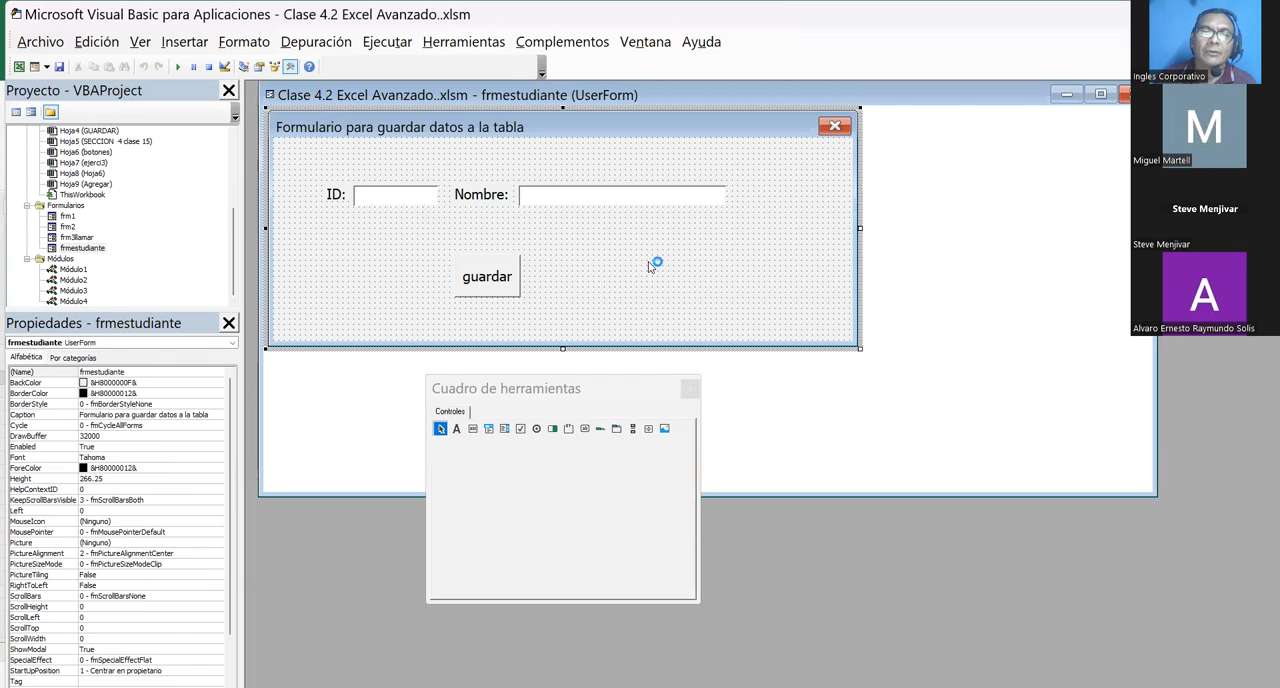 Microsoft Visual Basic para Aplicaciones - Clase 4.2 Excel Avanzado..xlsm
Archivo Edición Ver Insertar Formato Depuración Ejecutar Herramientas Complementos Ventana Ayuda
Proyecto - VBAProject
Hoja4 (GUARDAR)
Hoja5 (SECCION 4 clase 15)
Hoja6 (botones)
Hoja7 (ejerci3)
Hoja8 (Hoja6)
Hoja9 (Agregar)
ThisWorkbook
Formularios
frm1
frm2
frm3llamar
frmestudiante
Módulos
Módulo1
Módulo2
Módulo3
Módulo4
Propiedades - frmestudiante
frmestudiante UserForm
Alfabética Por categorías
(Name) frmestudiante
BackColor &H8000000F&
BorderColor &H80000012&
BorderStyle 0 - fmBorderStyleNone
Caption Formulario para guardar datos a la tabla
Cycle 0 - fmCycleAllForms
DrawBuffer 32000
Enabled True
Font Tahoma
ForeColor &H80000012&
Height 266.25
HelpContextID 0
KeepScrollBarsVisible 3 - fmScrollBarsBoth
Left 0
MouseIcon (Ninguno)
MousePointer 0 - fmMousePointerDefault
Picture (Ninguno)
PictureAlignment 2 - fmPictureAlignmentCenter
PictureSizeMode 0 - fmPictureSizeModeClip
PictureTiling False
RightToLeft False
ScrollBars 0 - fmScrollBarsNone
ScrollHeight 0
ScrollLeft 0
ScrollTop 0
ScrollWidth 0
ShowModal True
SpecialEffect 0 - fmSpecialEffectFlat
StartUpPosition 1 - Centrar en propietario
Tag
Clase 4.2 Excel Avanzado..xlsm - frmestudiante (UserForm)
Formulario para guardar datos a la tabla
ID: Nombre:
guardar
Cuadro de herramientas
Controles
Ingles Corporativo
M
Miguel Martell
Steve Menjivar
Steve Menjivar
A
Alvaro Ernesto Raymundo Solis